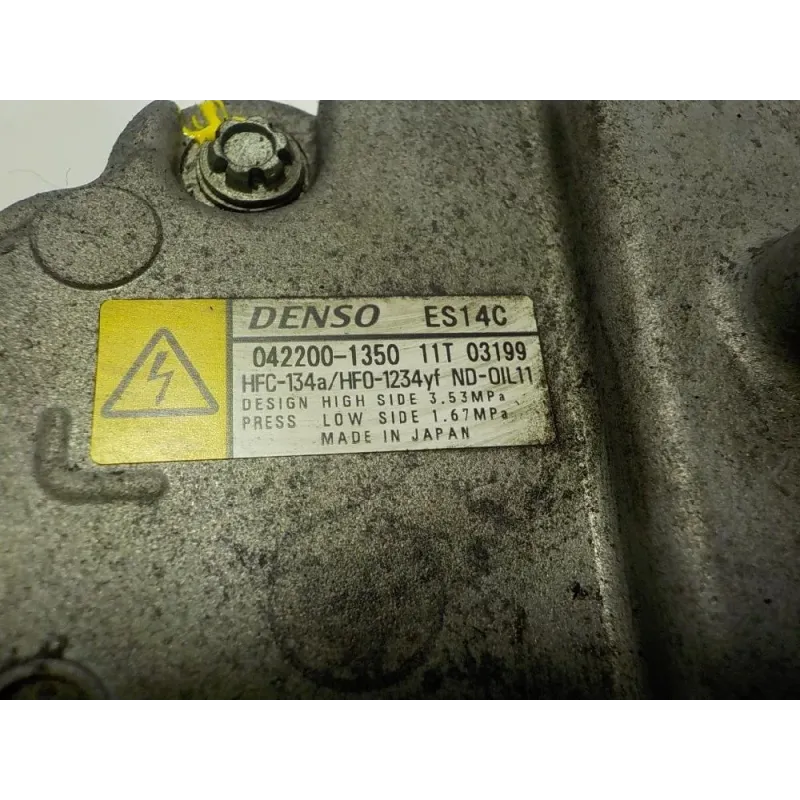 DENSO ES14C
042200-1350 11T 03199
HFC-134a/HFO-1234yf ND-OIL11
DESIGN HIGH SIDE 3.53MPa
PRESS LOW SIDE 1.67MPa
MADE IN JAPAN